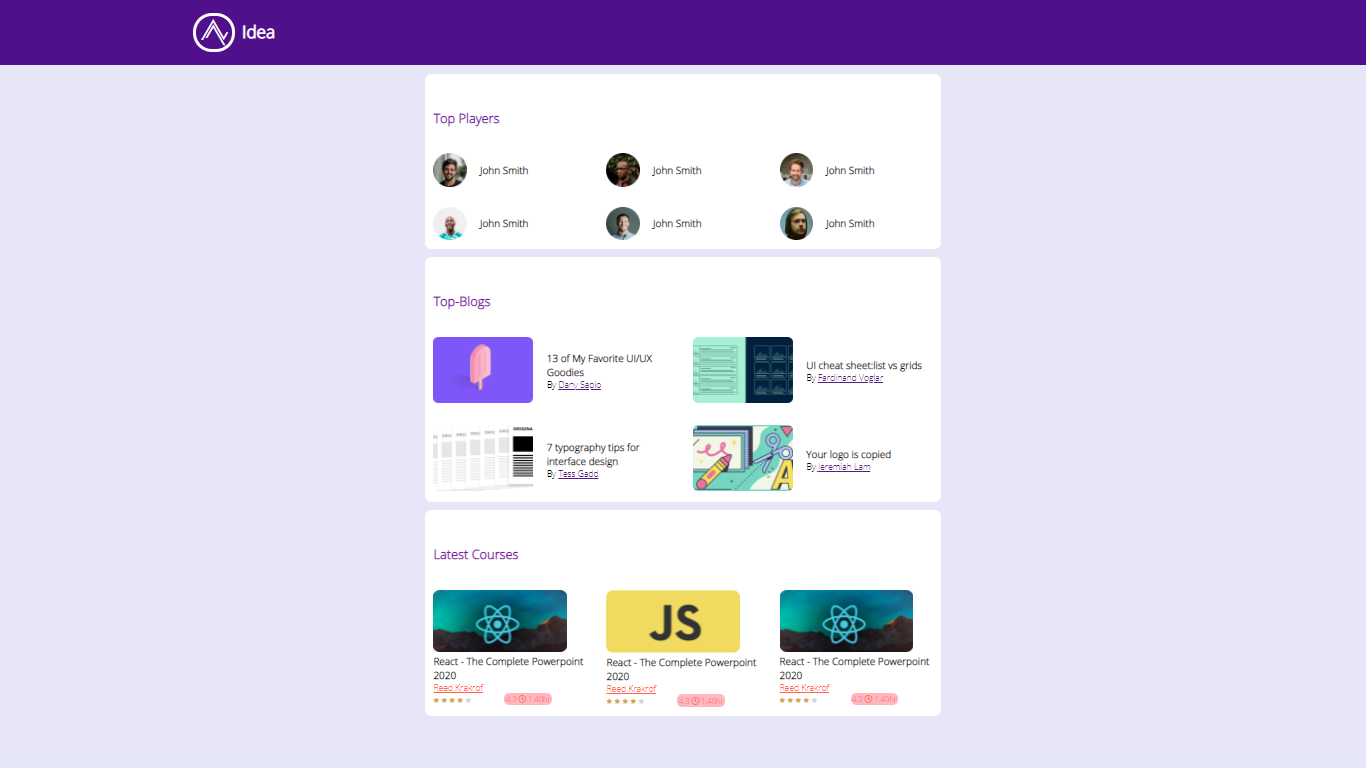 Idea
Top Players
John Smith
John Smith
John Smith
John Smith
John Smith
John Smith
Top-Blogs
13 of My Favorite UI/UX
Goodies
By Dany Sapio
UI cheat sheet:list vs grids
By Fardinand Voglar
7 typography tips for
interface design
By Tess Gadd
Your logo is copied
By Jeremiah Lam
Latest Courses
JS
React - The Complete Powerpoint
2020
Reed Krakrof
4.3 1.40hr
React - The Complete Powerpoint
2020
Reed Krakrof
4.3 1.40hr
React - The Complete Powerpoint
2020
Reed Krakrof
4.3 1.40hr